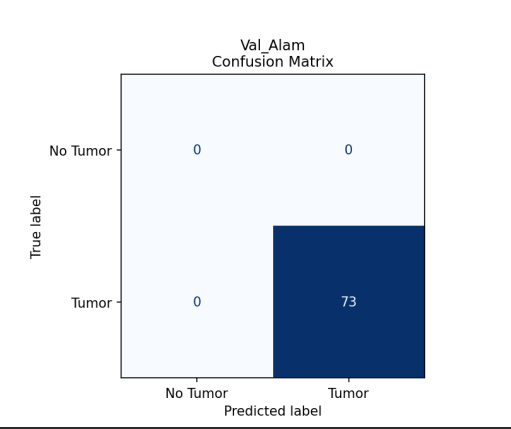 Val_Alam
Confusion Matrix
No Tumor
0
0
True label
Tumor
0
73
No Tumor
Tumor
Predicted label